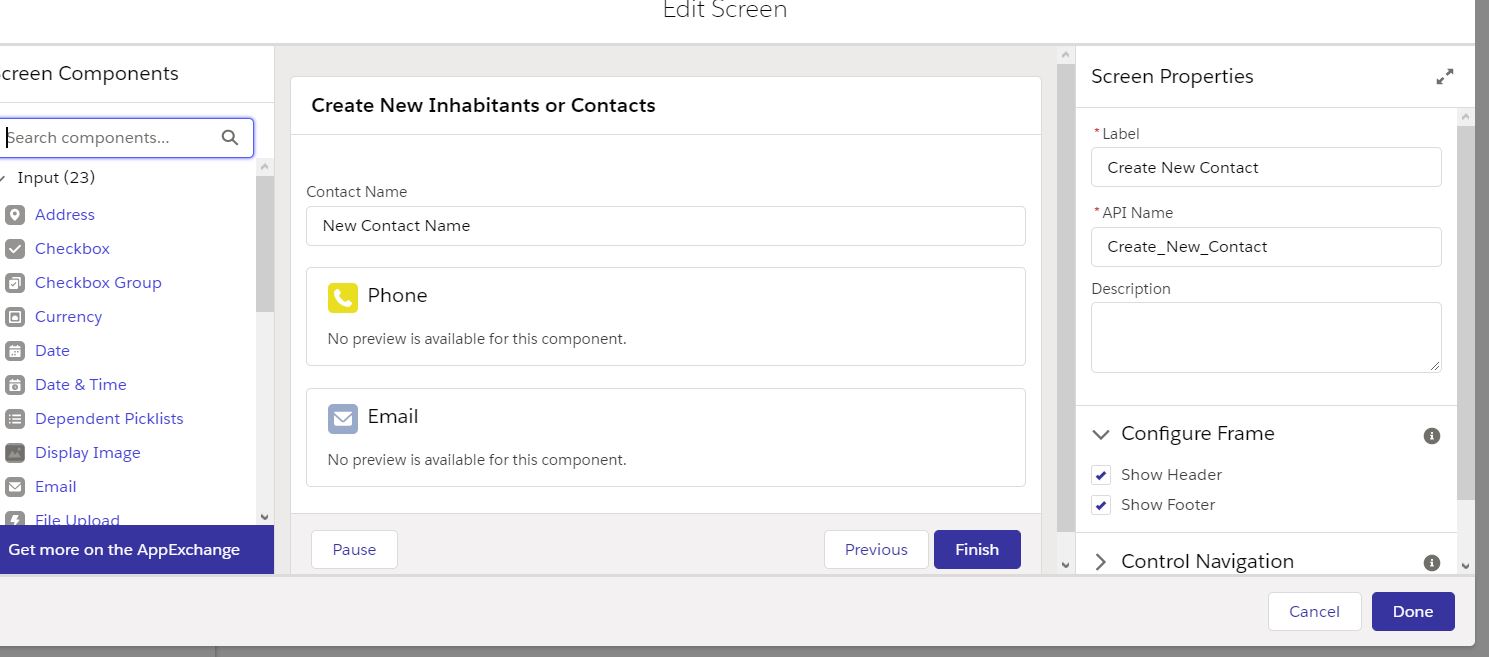 Edit Screen
creen Components
Search components...
Input (23)
Address
Checkbox
Checkbox Group
Currency
Date
Date & Time
Dependent Picklists
Display Image
Email
File Upload
Get more on the AppExchange
Create New Inhabitants or Contacts
Contact Name
New Contact Name
Phone
No preview is available for this component.
Email
No preview is available for this component.
Pause
Previous
Finish
Screen Properties
*Label
Create New Contact
*API Name
Create_New_Contact
Description
Configure Frame
Show Header
Show Footer
Control Navigation
Cancel
Done